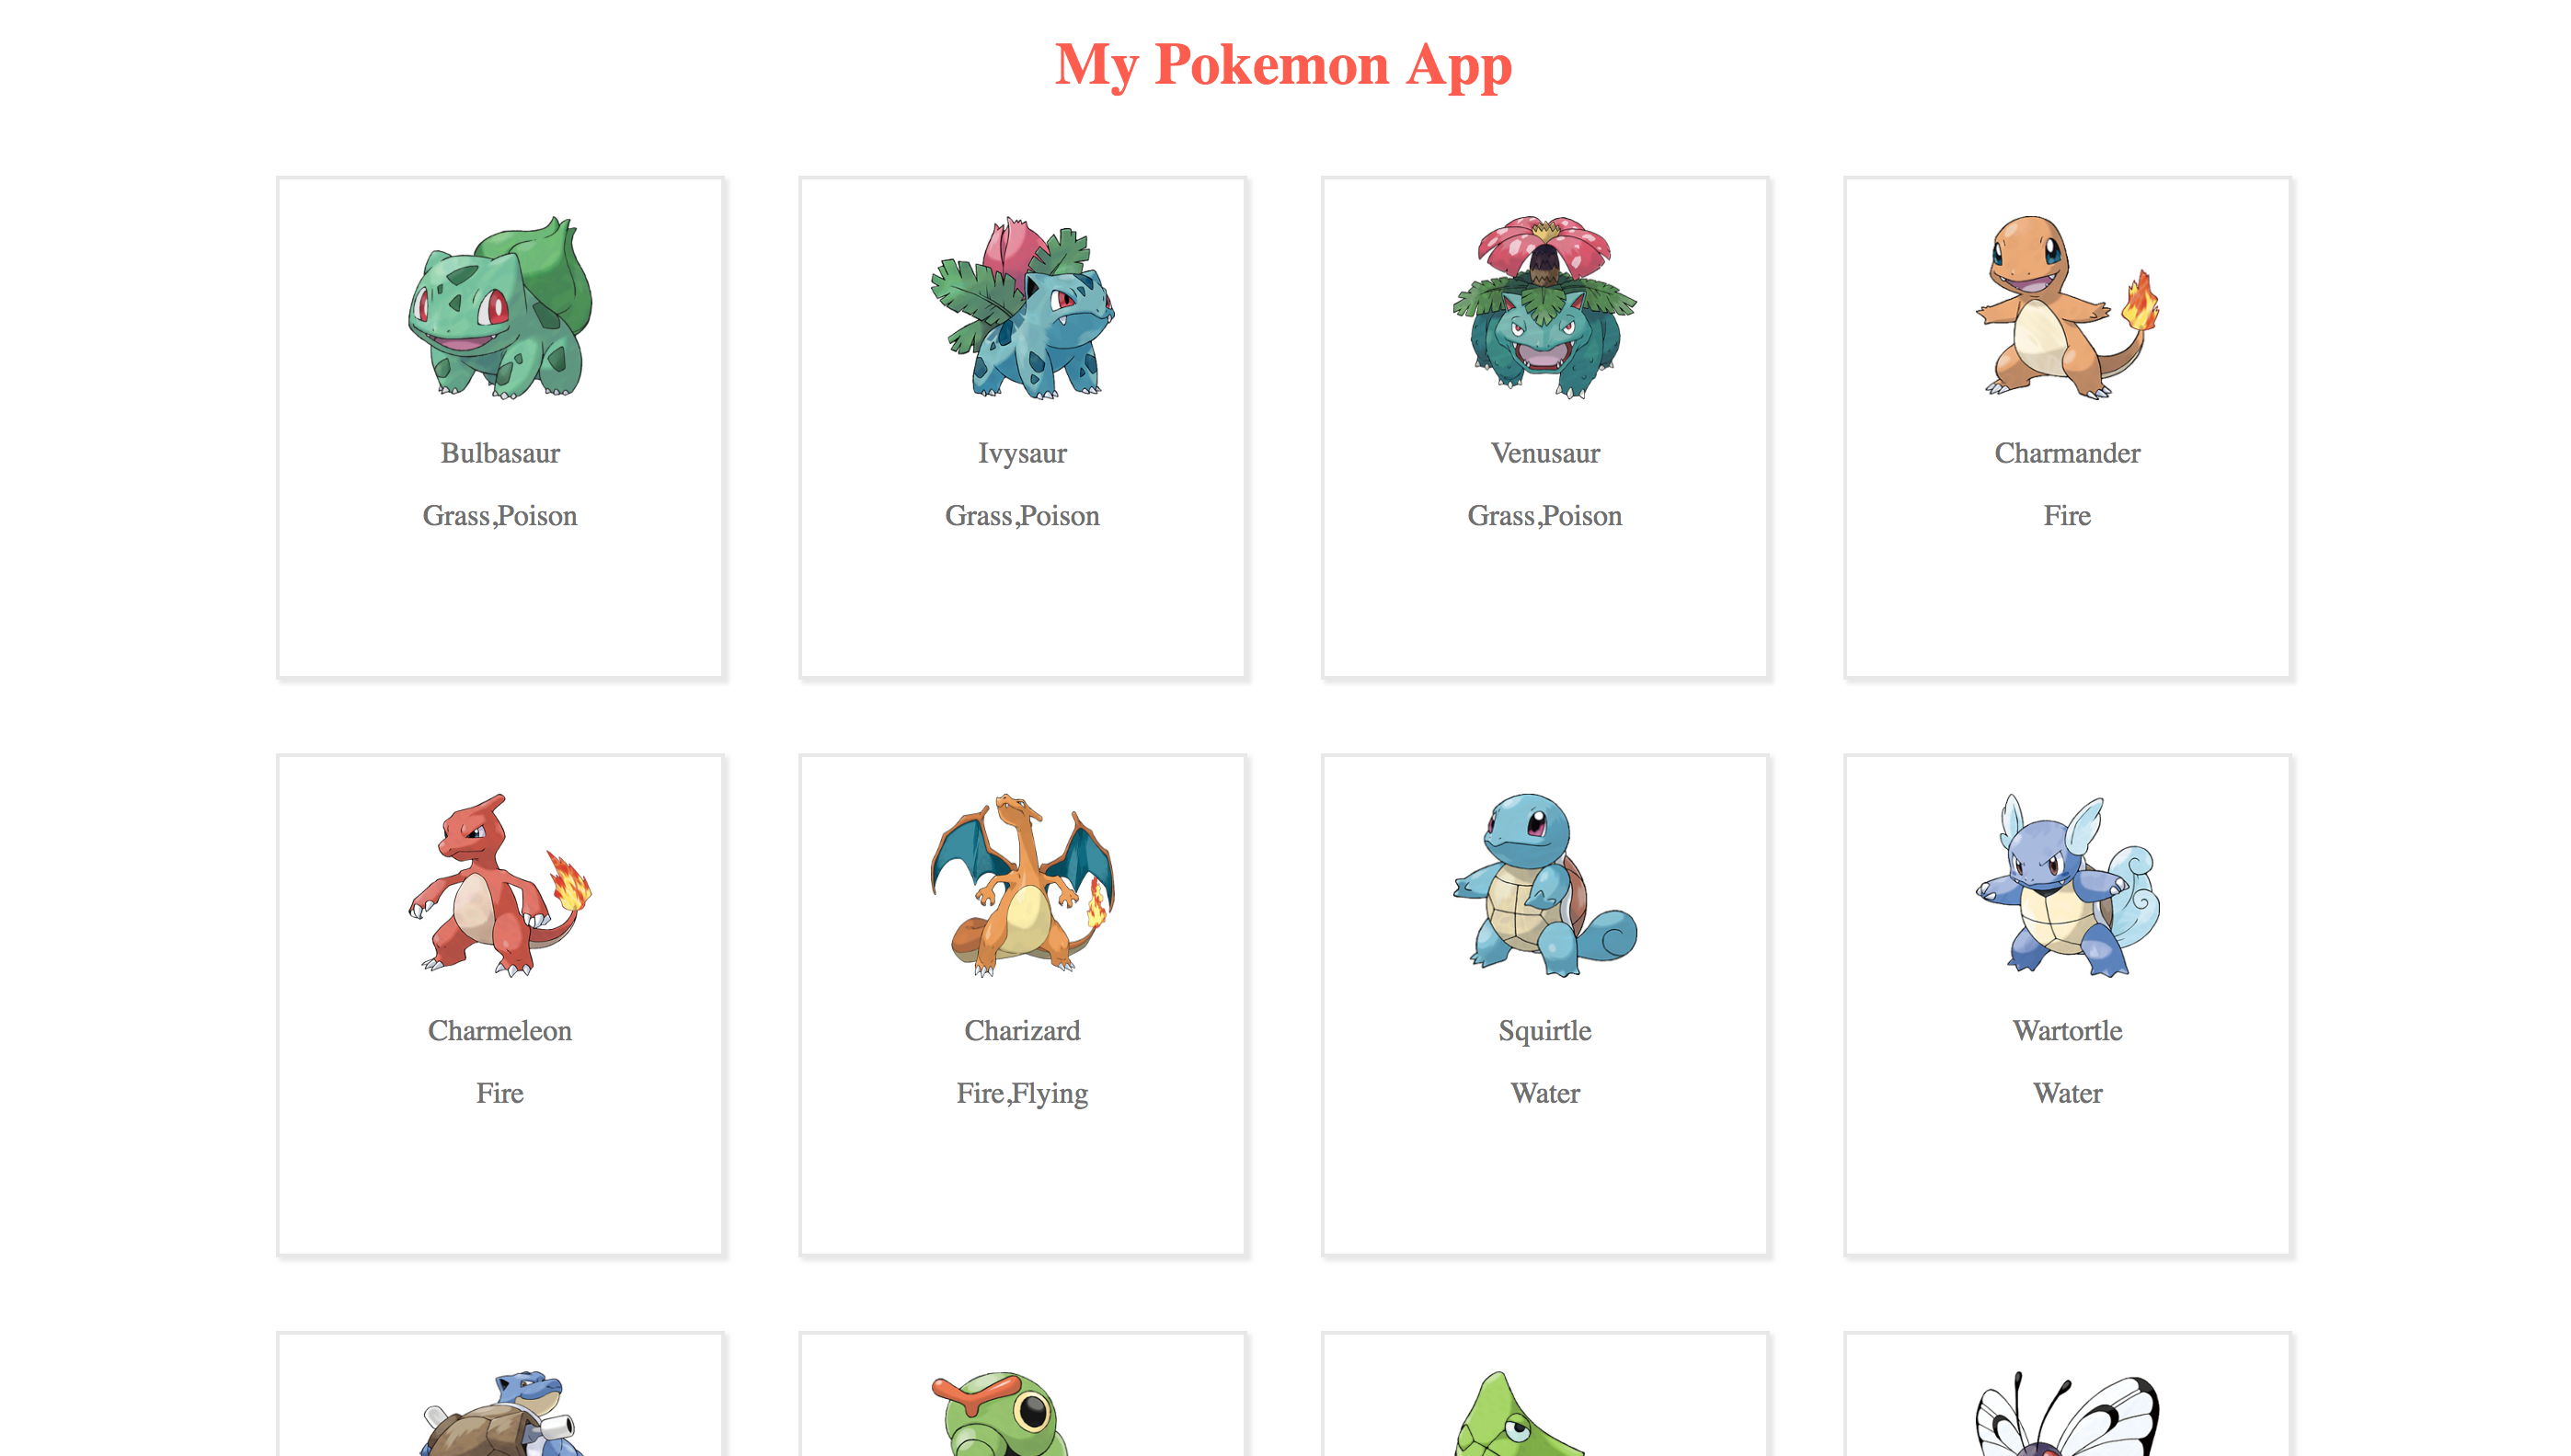 My Pokemon App
Bulbasaur
Grass,Poison
Ivysaur
Grass,Poison
Venusaur
Grass,Poison
Charmander
Fire
Charmeleon
Fire
Charizard
Fire,Flying
Squirtle
Water
Wartortle
Water